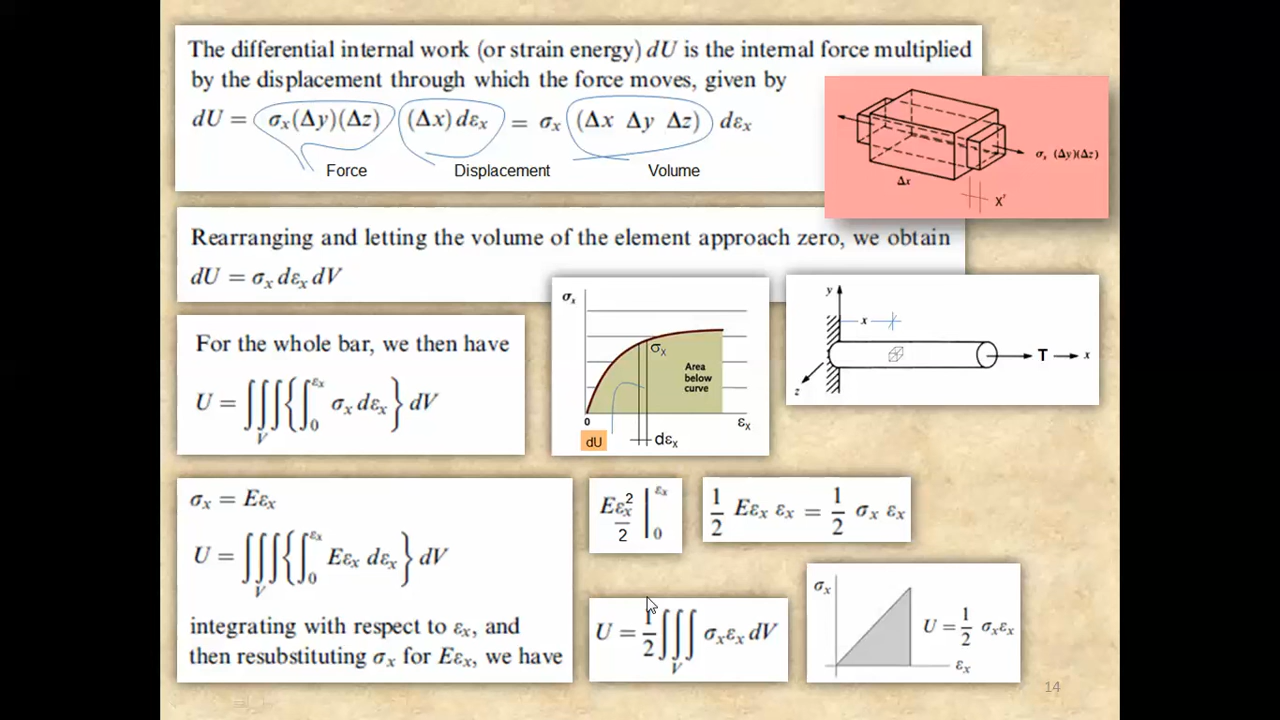 The differential internal work (or strain energy) dU is the internal force multiplied
by the displacement through which the force moves, given by
dU = σx(Δy)(Δz) (Δx) dεx = σx (Δx Δy Δz) dεx
Force Displacement Volume
σx (Δy)(Δz)
Δx
x'
Rearranging and letting the volume of the element approach zero, we obtain
dU = σx dεx dV
For the whole bar, we then have
U = ∭V {∫0^εx σx dεx} dV
σx
σx
Area
below
curve
0
εx
dU
dεx
y
x
T
x
z
σx = Eεx
U = ∭V {∫0^εx Eεx dεx} dV
integrating with respect to εx, and
then resubstituting σx for Eεx, we have
Eεx²/2 |0^εx
1/2 Eεx εx = 1/2 σx εx
U = 1/2 ∭V σxεx dV
σx
U = 1/2 σxεx
εx
14